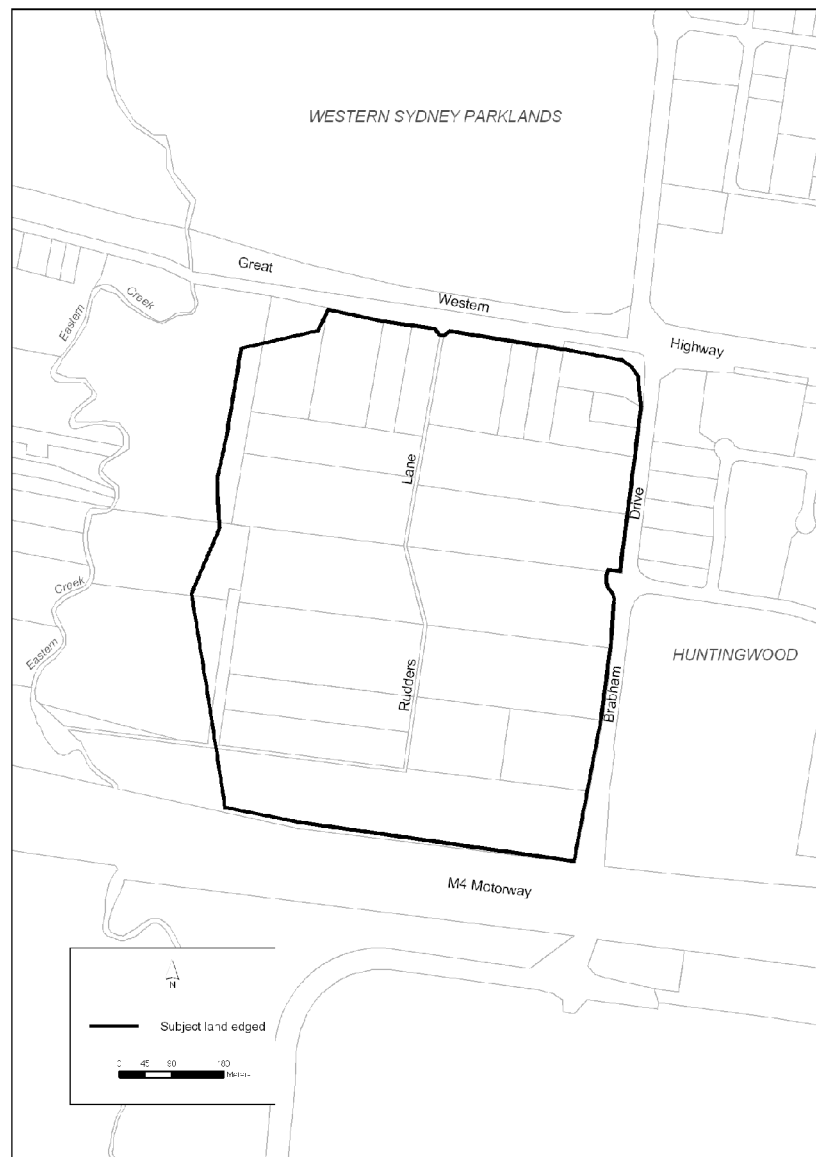 WESTERN SYDNEY PARKLANDS
Great
Western
Highway
Eastern
Creek
Lane
Drive
Creek
Eastern
Rudders
Brabham
HUNTINGWOOD
M4 Motorway
N
Subject land edged
0 45 90 180
Meters